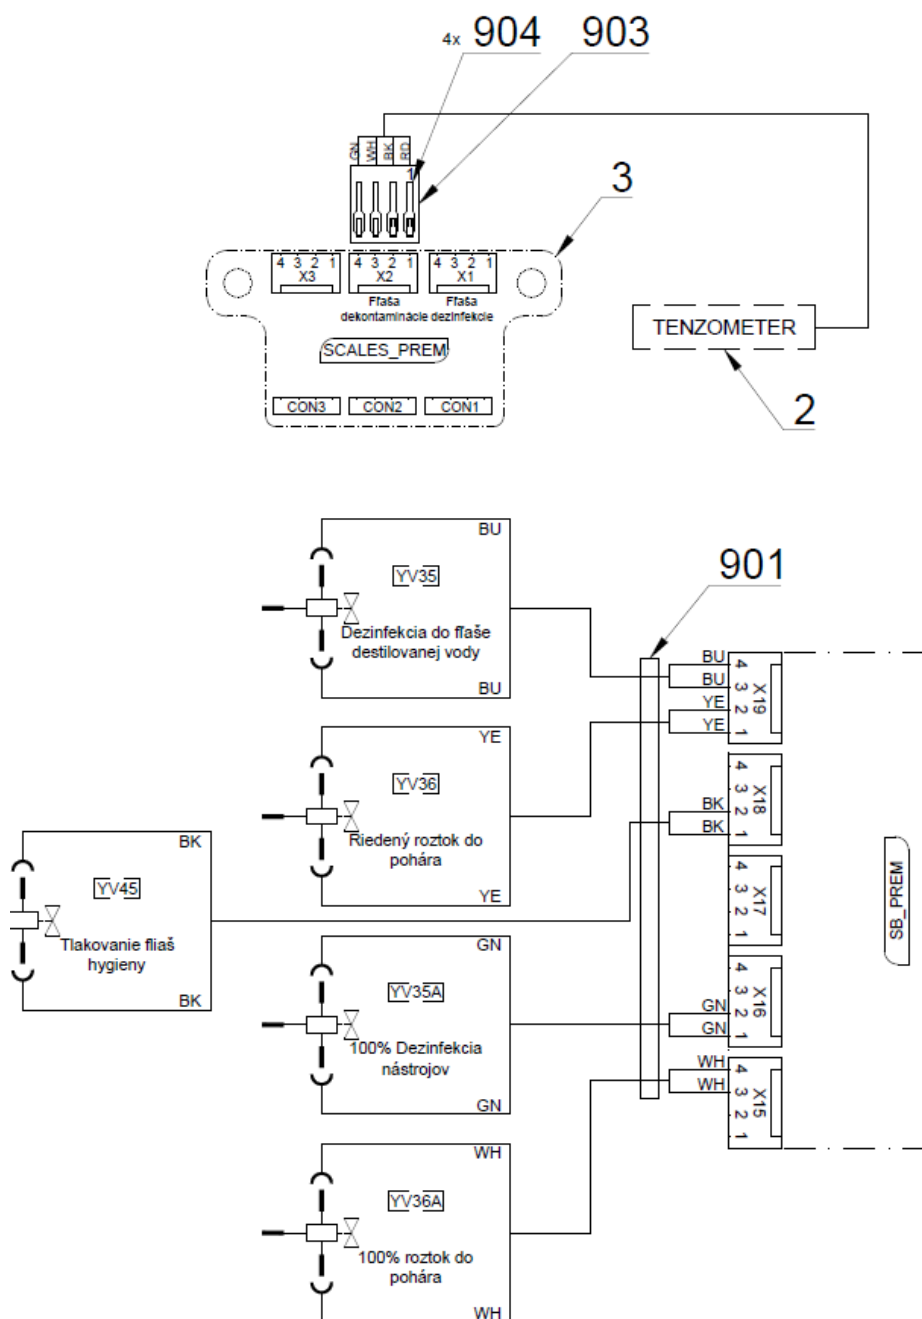 4x 904 903
GN WH BK RD
1
3
4 3 2 1 4 3 2 1 4 3 2 1
X3 X2 X1
Fľaša Fľaša
dekontaminácie dezinfekcie
SCALES_PREM
TENZOMETER
CON3 CON2 CON1
2
BU
YV35
Dezinfekcia do fľaše
destilovanej vody
BU
901
BU
BU
YE
YE
4 3 2 1
X19
YE
YV36
Riedený roztok do
pohára
YE
BK
BK
4 3 2 1
X18
BK
YV45
Tlakovanie fliaš
hygieny
BK
4 3 2 1
X17
SB_PREM
GN
YV35A
100% Dezinfekcia
nástrojov
GN
GN
GN
4 3 2 1
X16
WH
WH
4 3 2 1
X15
WH
YV36A
100% roztok do
pohára
WH